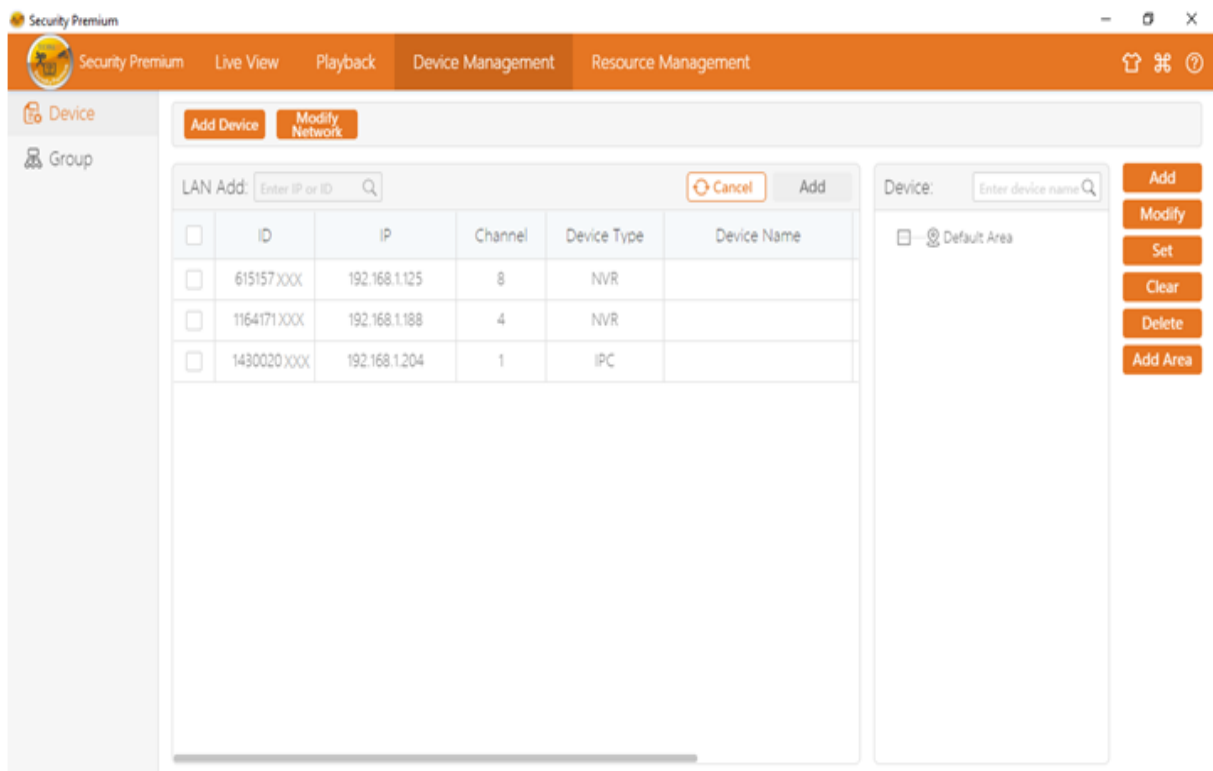 Security Premium
Security Premium Live View Playback Device Management Resource Management
Device
Group
Add Device Modify Network
LAN Add: Enter IP or ID Cancel Add
ID IP Channel Device Type Device Name
615157XXX 192.168.1.125 8 NVR
1164171XXX 192.168.1.188 4 NVR
1430020XXX 192.168.1.204 1 IPC
Device: Enter device name
Default Area
Add
Modify
Set
Clear
Delete
Add Area